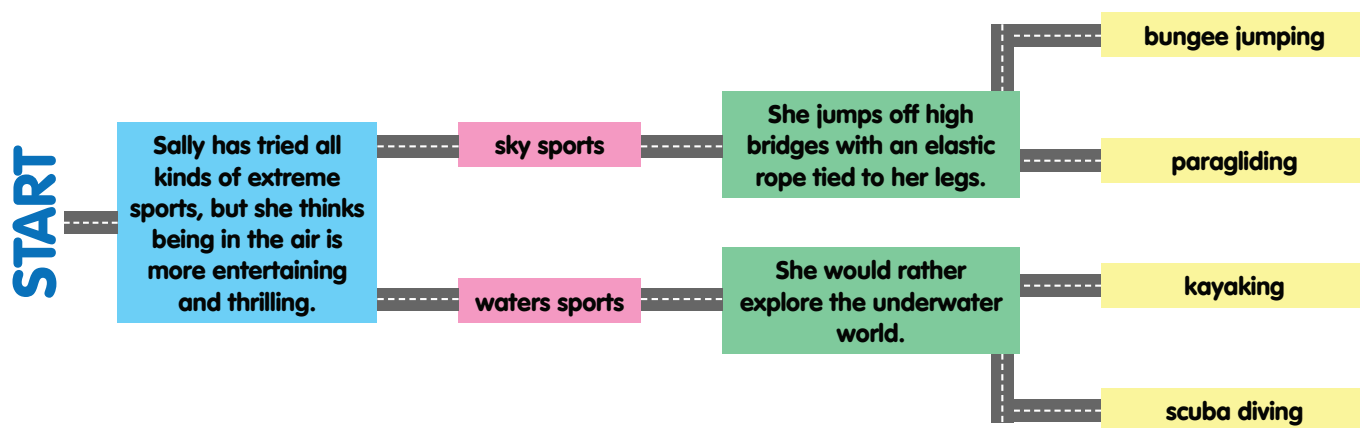 START
Sally has tried all
kinds of extreme
sports, but she thinks
being in the air is
more entertaining
and thrilling.
sky sports
waters sports
She jumps off high
bridges with an elastic
rope tied to her legs.
She would rather
explore the underwater
world.
bungee jumping
paragliding
kayaking
scuba diving